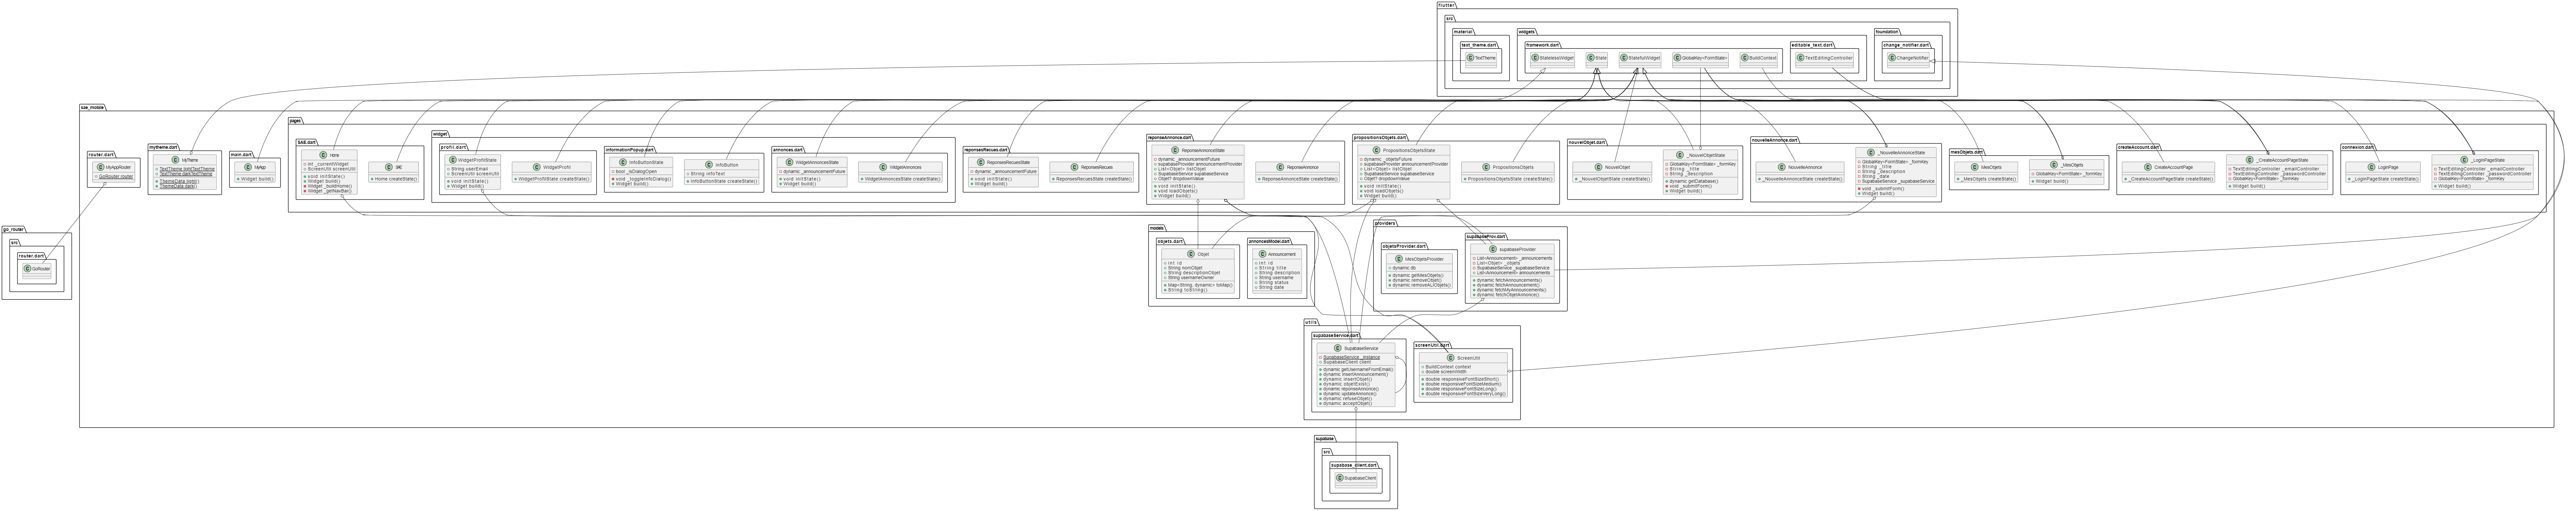 flutter
src
material
text_theme.dart
TextTheme
widgets
framework.dart
StatelessWidget
State
StatefulWidget
GlobalKey<FormState>
BuildContext
editable_text.dart
TextEditingController
foundation
change_notifier.dart
ChangeNotifier
sae_mobile
router.dart
MyAppRouter
GoRouter router
mytheme.dart
MyTheme
TextTheme lightTextTheme
TextTheme darkTextTheme
ThemeData light()
ThemeData dark()
main.dart
MyApp
Widget build()
pages
SAE.dart
Home
int _currentWidget
ScreenUtil screenUtil
void initState()
Widget build()
Widget _buildHome()
Widget _getNavBar()
SAE
Home createState()
widget
profil.dart
WidgetProfilState
String userEmail
ScreenUtil screenUtil
void initState()
Widget build()
WidgetProfil
WidgetProfilState createState()
informationPopup.dart
InfoButtonState
bool _isDialogOpen
void _toggleInfoDialog()
Widget build()
InfoButton
String infoText
InfoButtonState createState()
annonces.dart
WidgetAnnoncesState
dynamic _announcementFuture
void initState()
Widget build()
WidgetAnnonces
WidgetAnnoncesState createState()
reponsesRecues.dart
ReponsesRecuesState
dynamic _announcementFuture
void initState()
Widget build()
ReponsesRecues
ReponsesRecuesState createState()
reponseAnnonce.dart
ReponseAnnonceState
dynamic _announcementFuture
supabaseProvider announcementProvider
List<Objet> listObjet
SupabaseService supabaseService
Objet? dropdownValue
void initState()
void loadObjets()
Widget build()
ReponseAnnonce
ReponseAnnonceState createState()
propositionsObjets.dart
PropositionsObjetsState
dynamic _objetsFuture
supabaseProvider announcementProvider
List<Objet> listObjet
SupabaseService supabaseService
Objet? dropdownValue
void initState()
void loadObjets()
Widget build()
PropositionsObjets
PropositionsObjetsState createState()
nouvelObjet.dart
NouvelObjet
_NouvelObjetState createState()
_NouvelObjetState
GlobalKey<FormState> _formKey
String _title
String _description
dynamic getDatabase()
void _submitForm()
Widget build()
nouvelleAnnonce.dart
NouvelleAnnonce
_NouvelleAnnonceState createState()
_NouvelleAnnonceState
GlobalKey<FormState> _formKey
String _title
String _description
String _date
SupabaseService _supabaseService
void _submitForm()
Widget build()
mesObjets.dart
MesObjets
_MesObjets createState()
_MesObjets
GlobalKey<FormState> _formKey
Widget build()
createAccount.dart
CreateAccountPage
_CreateAccountPageState createState()
_CreateAccountPageState
TextEditingController _emailController
TextEditingController _passwordController
GlobalKey<FormState> _formKey
Widget build()
connexion.dart
LoginPage
_LoginPageState createState()
_LoginPageState
TextEditingController _emailController
TextEditingController _passwordController
GlobalKey<FormState> _formKey
Widget build()
go_router
src
router.dart
GoRouter
models
objets.dart
Objet
int id
String nomObjet
String descriptionObjet
String usernameOwner
Map<String, dynamic> toMap()
String toString()
annoncesModel.dart
Announcement
int id
String title
String description
String username
String status
String date
providers
objetsProvider.dart
MesObjetsProvider
dynamic db
dynamic getMesObjets()
dynamic removeObjet()
dynamic removeALlObjets()
supabaseProv.dart
supabaseProvider
List<Announcement> _announcements
List<Objet> _objets
SupabaseService _supabaseService
List<Announcement> announcements
dynamic fetchAnnouncements()
dynamic fetchAnnouncement()
dynamic fetchMyAnnouncements()
dynamic fetchObjetAnnonce()
utils
supabaseService.dart
SupabaseService
SupabaseService _instance
SupabaseClient client
dynamic getUsernameFromEmail()
dynamic insertAnnouncement()
dynamic insertObjet()
dynamic objetExist()
dynamic reponseAnnonce()
dynamic updateAnnonce()
dynamic refuseObjet()
dynamic acceptObjet()
screenUtil.dart
ScreenUtil
BuildContext context
double screenWidth
double responsiveFontSizeShort()
double responsiveFontSizeMedium()
double responsiveFontSizeLong()
double responsiveFontSizeVeryLong()
supabase
src
supabase_client.dart
SupabaseClient